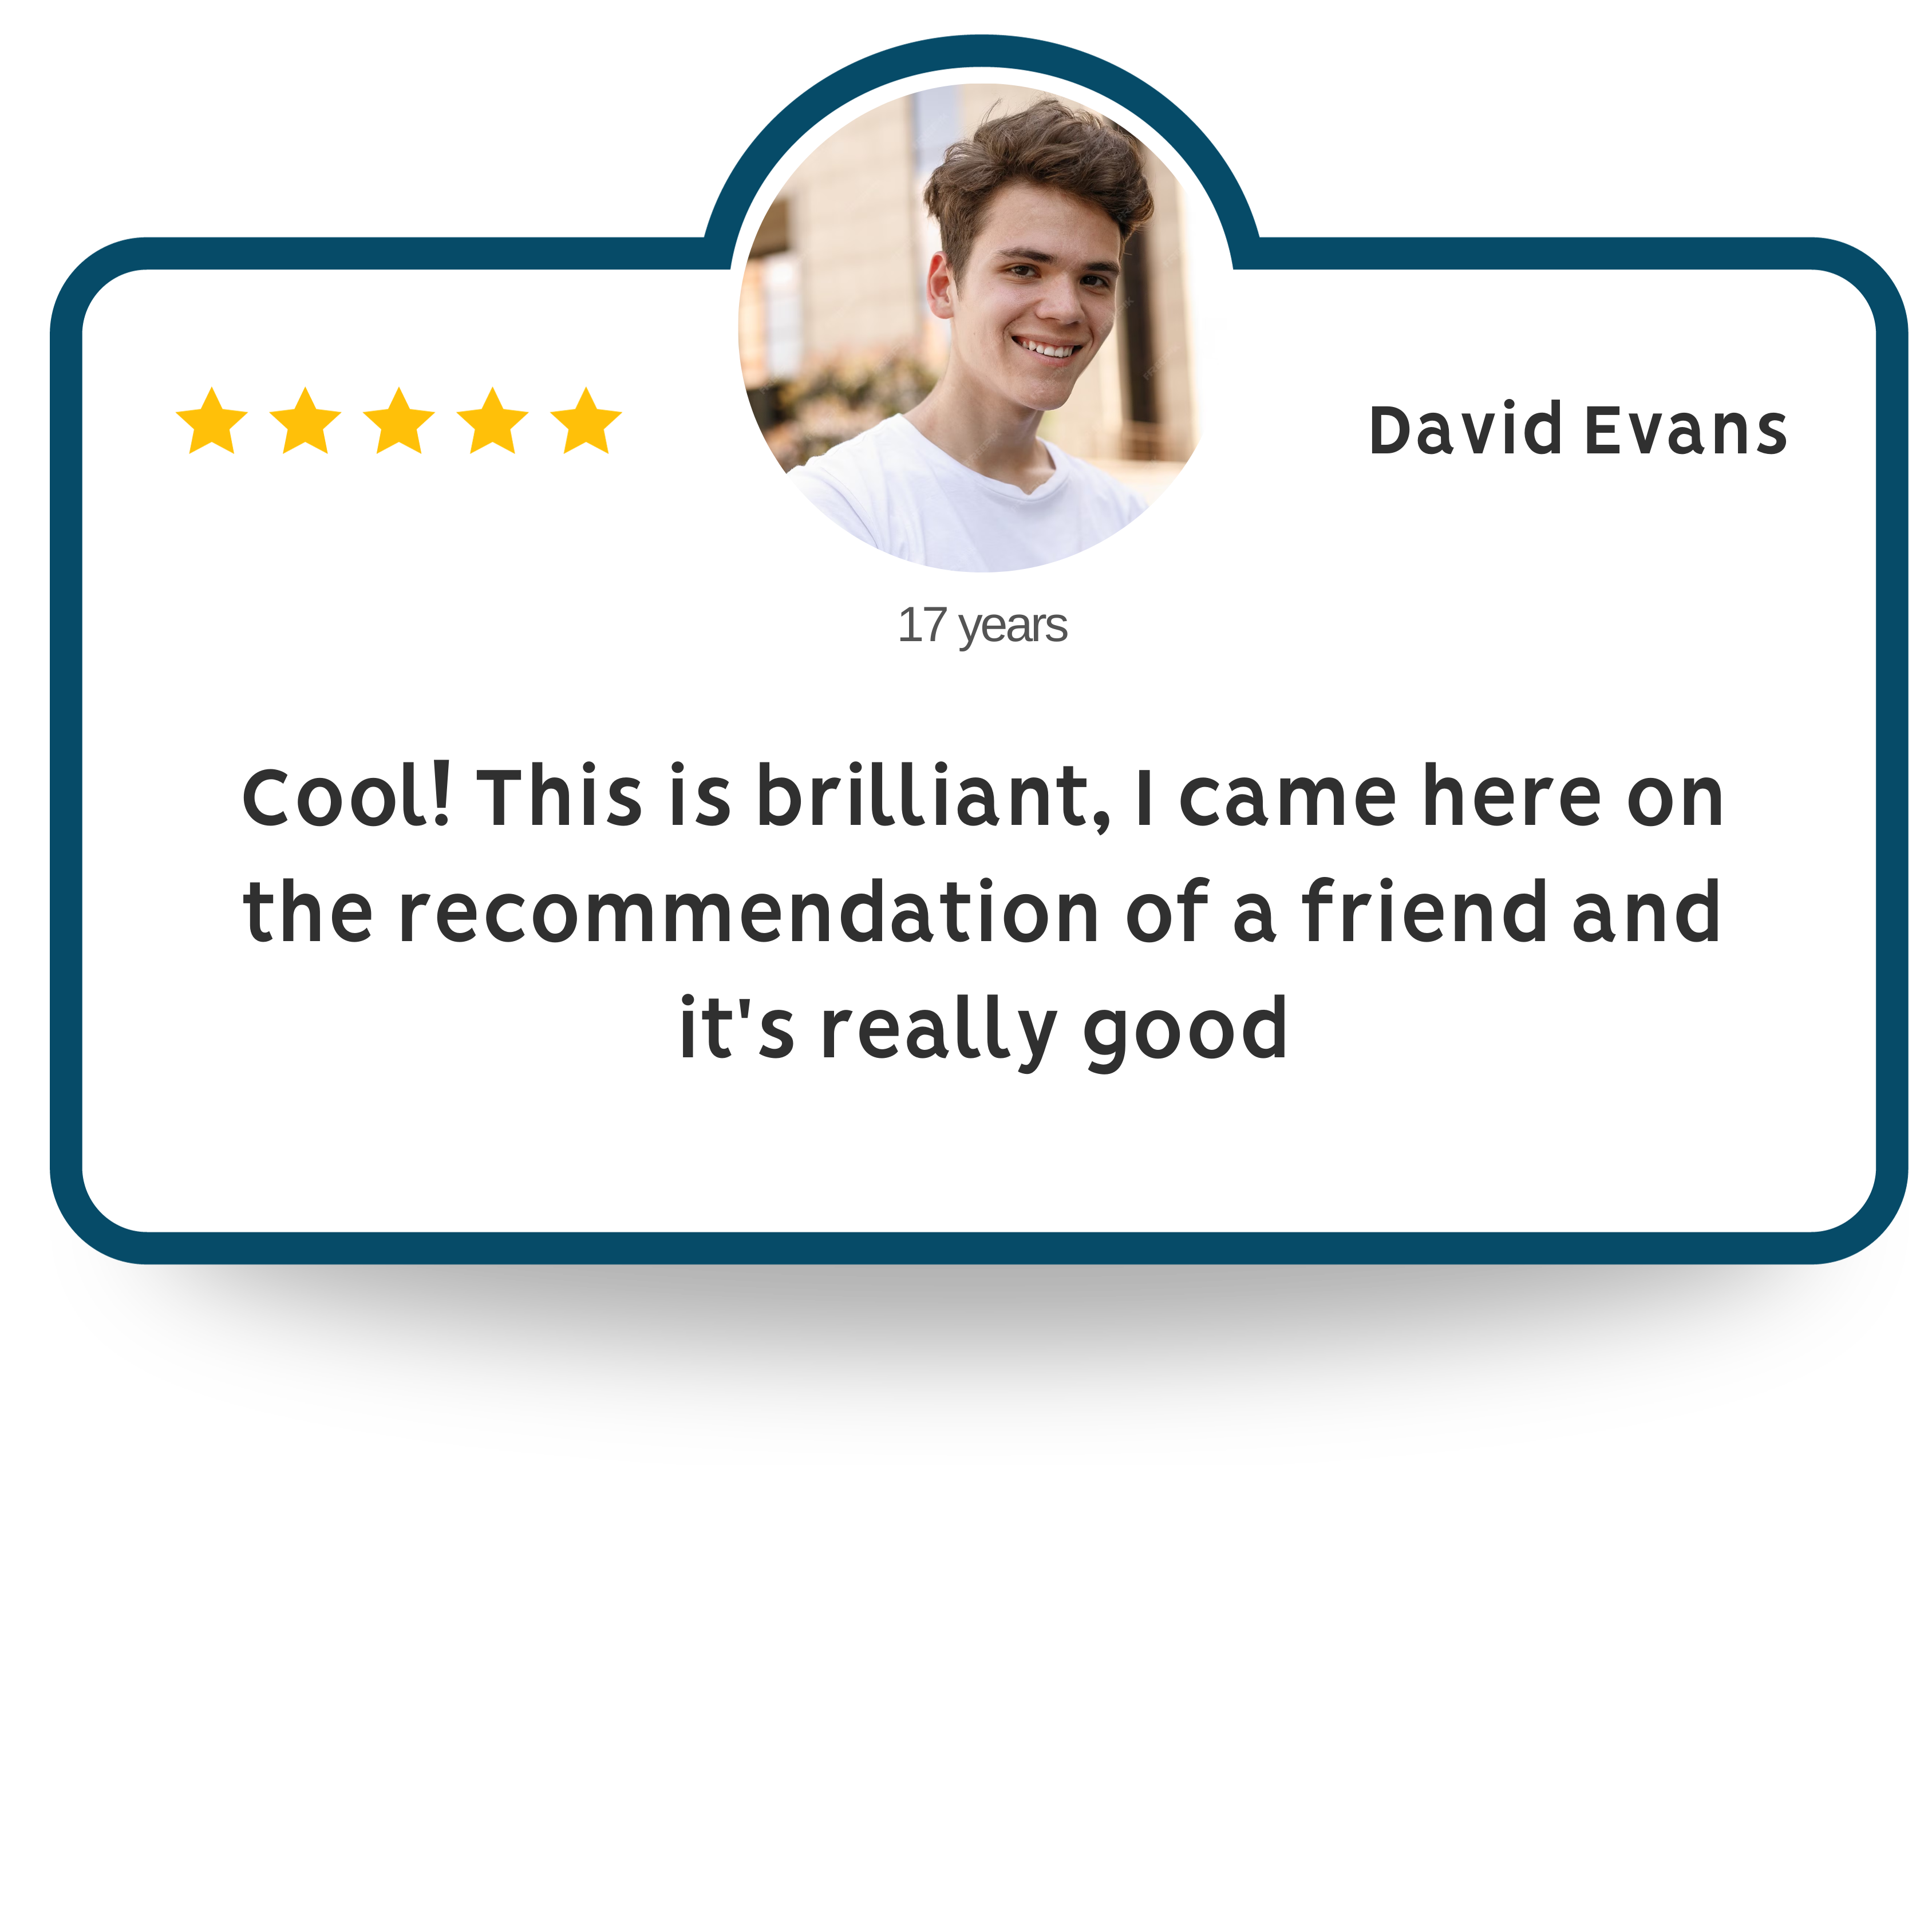 David Evans
17 years
Cool! This is brilliant, I came here on
the recommendation of a friend and
it's really good